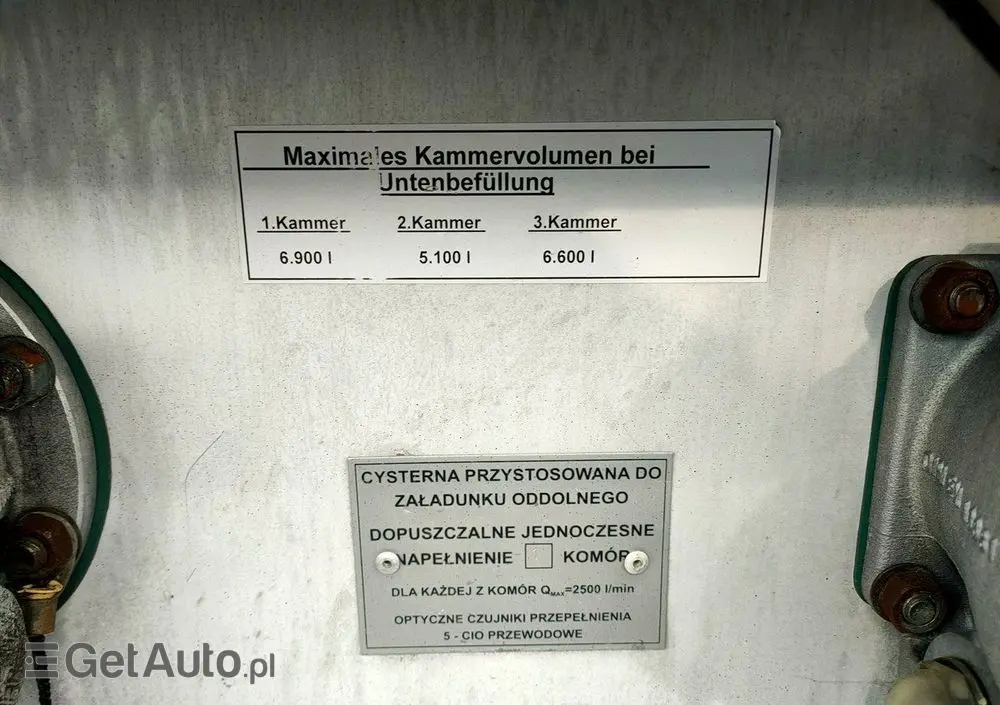 Maximales Kammervolumen bei
Untenbefüllung
1.Kammer 2.Kammer 3.Kammer
6.900 l 5.100 l 6.600 l
CYSTERNA PRZYSTOSOWANA DO
ZAŁADUNKU ODDOLNEGO
DOPUSZCZALNE JEDNOCZESNE
NAPEŁNIENIE KOMÓR
DLA KAŻDEJ Z KOMÓR QMAX=2500 l/min
OPTYCZNE CZUJNIKI PRZEPEŁNIENIA
5 - CIO PRZEWODOWE
GetAuto.pl